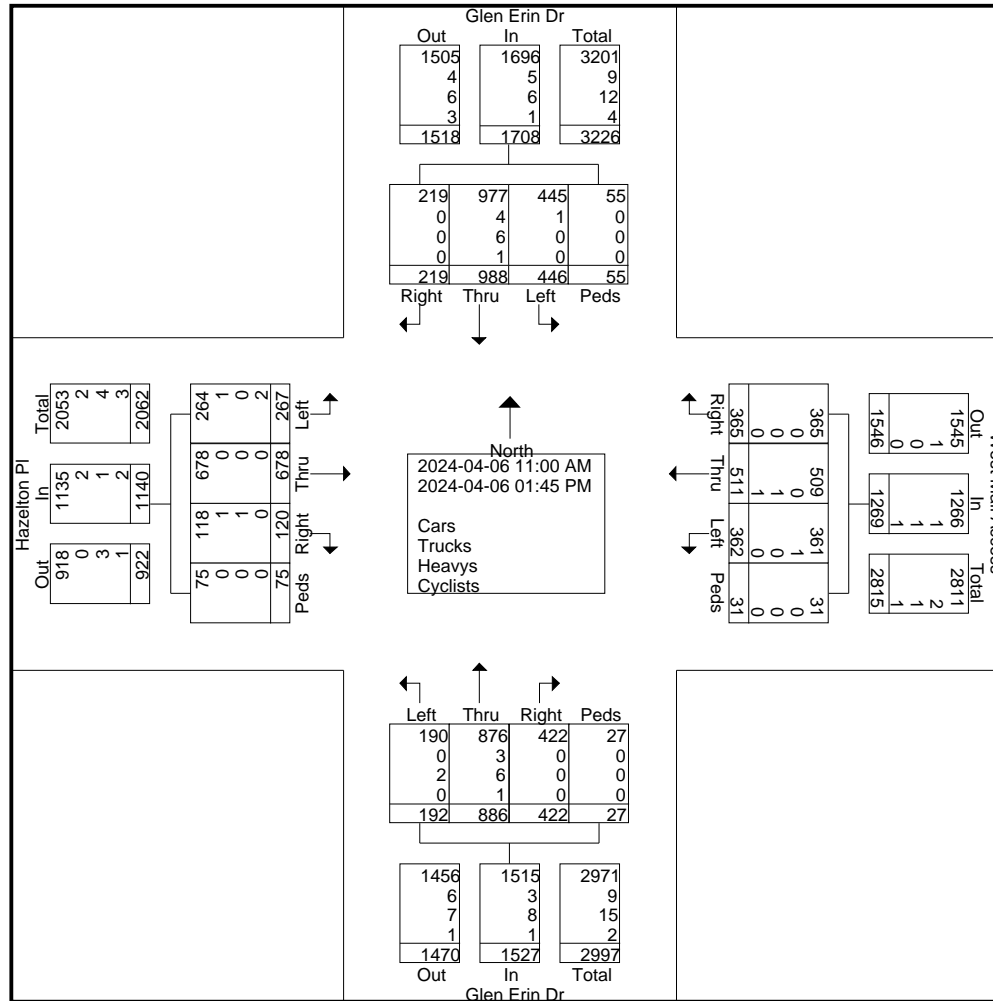 Glen Erin Dr
Out In Total
1505 1696 3201
4 5 9
6 6 12
3 1 4
1518 1708 3226
219 977 445 55
0 4 1 0
0 6 0 0
0 1 0 0
219 988 446 55
Right Thru Left Peds
Hazelton Pl
Total
2053 2 4 3 2062
In
1135 2 1 2 1140
Out
918 0 3 1 922
264 1 0 2 267
Left
678 0 0 0 678
Thru
118 1 1 0 120
Right
75 0 0 0 75
Peds
North
2024-04-06 11:00 AM
2024-04-06 01:45 PM
Cars
Trucks
Heavys
Cyclists
Right
365 0 0 0 365
Thru
509 0 1 1 511
Left
361 1 0 0 362
Peds
31 0 0 0 31
Out
1545 1 0 0 1546
In
1266 1 1 1 1269
Total
2811 2 1 1 2815
Left Thru Right Peds
190 876 422 27
0 3 0 0
2 6 0 0
0 1 0 0
192 886 422 27
1456 1515 2971
6 3 9
7 8 15
1 1 2
1470 1527 2997
Out In Total
Glen Erin Dr